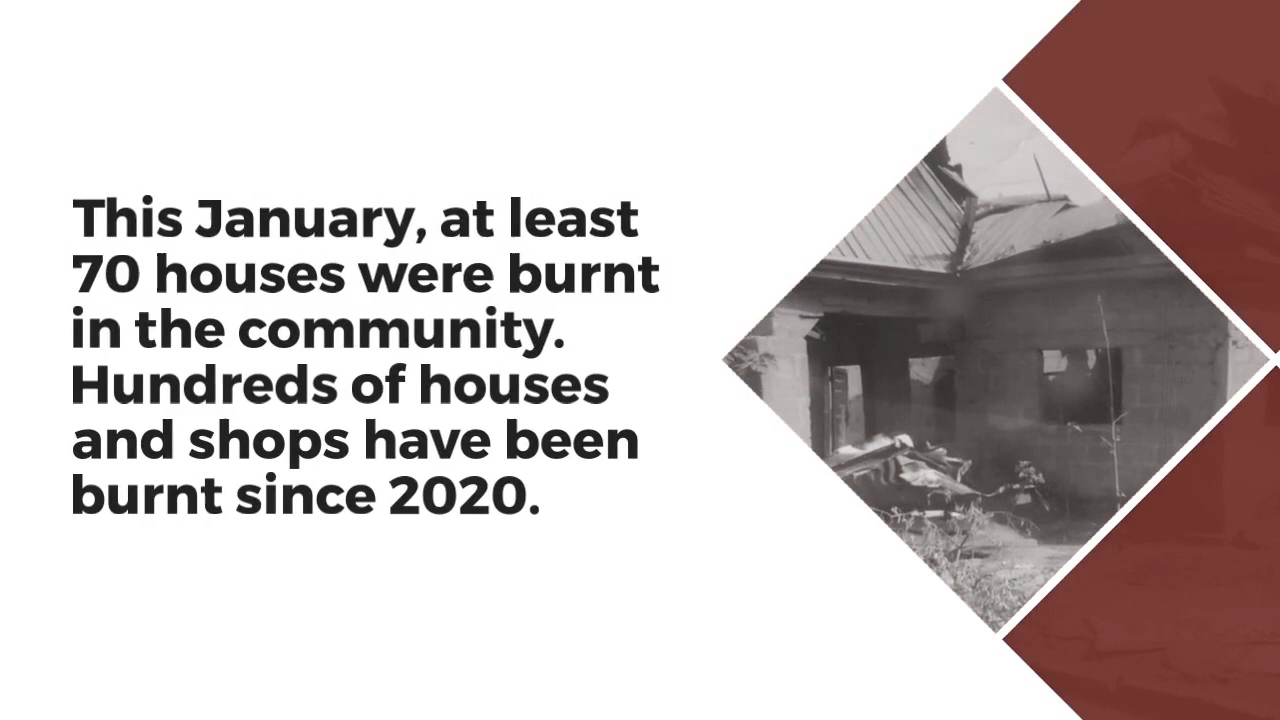 This January, at least
70 houses were burnt
in the community.
Hundreds of houses
and shops have been
burnt since 2020.